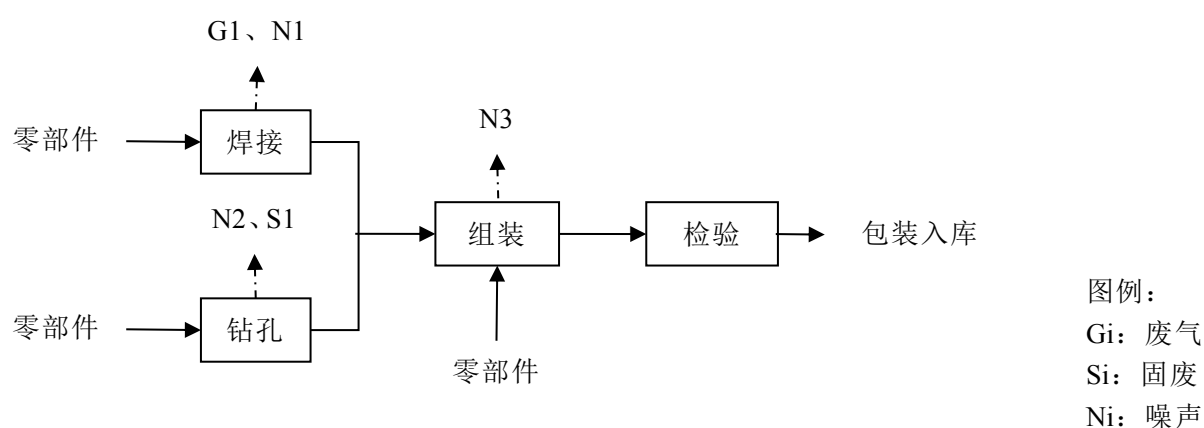 G1、N1
零部件
焊接
N3
N2、S1
组装
检验
包装入库
零部件
钻孔
零部件
图例：
Gi：废气
Si：固废
Ni：噪声